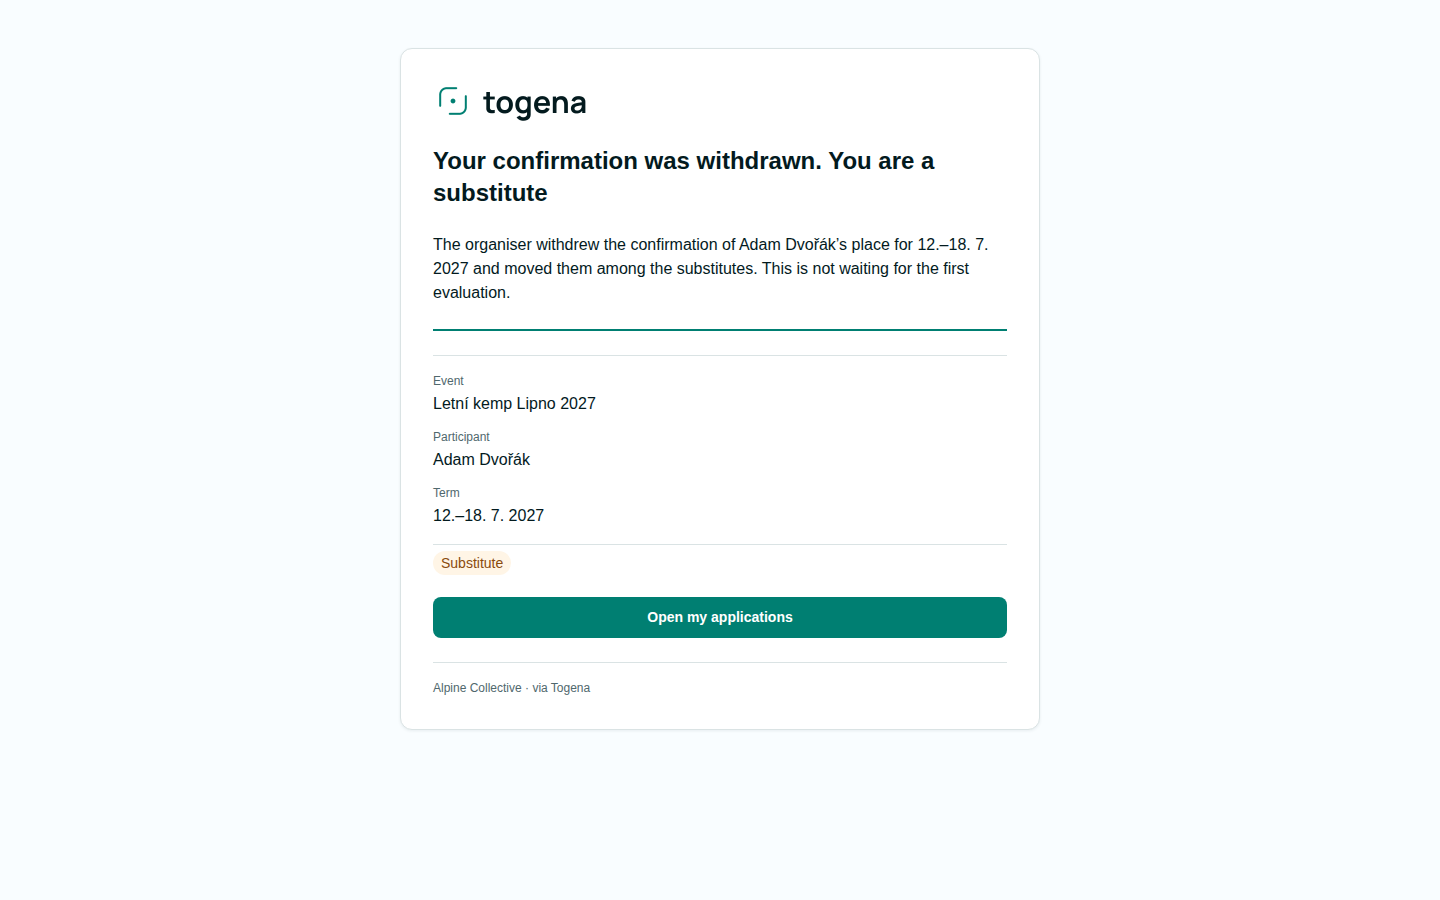 togena
Your confirmation was withdrawn. You are a
substitute
The organiser withdrew the confirmation of Adam Dvořák’s place for 12.–18. 7.
2027 and moved them among the substitutes. This is not waiting for the first
evaluation.
Event
Letní kemp Lipno 2027
Participant
Adam Dvořák
Term
12.–18. 7. 2027
Substitute
Open my applications
Alpine Collective · via Togena